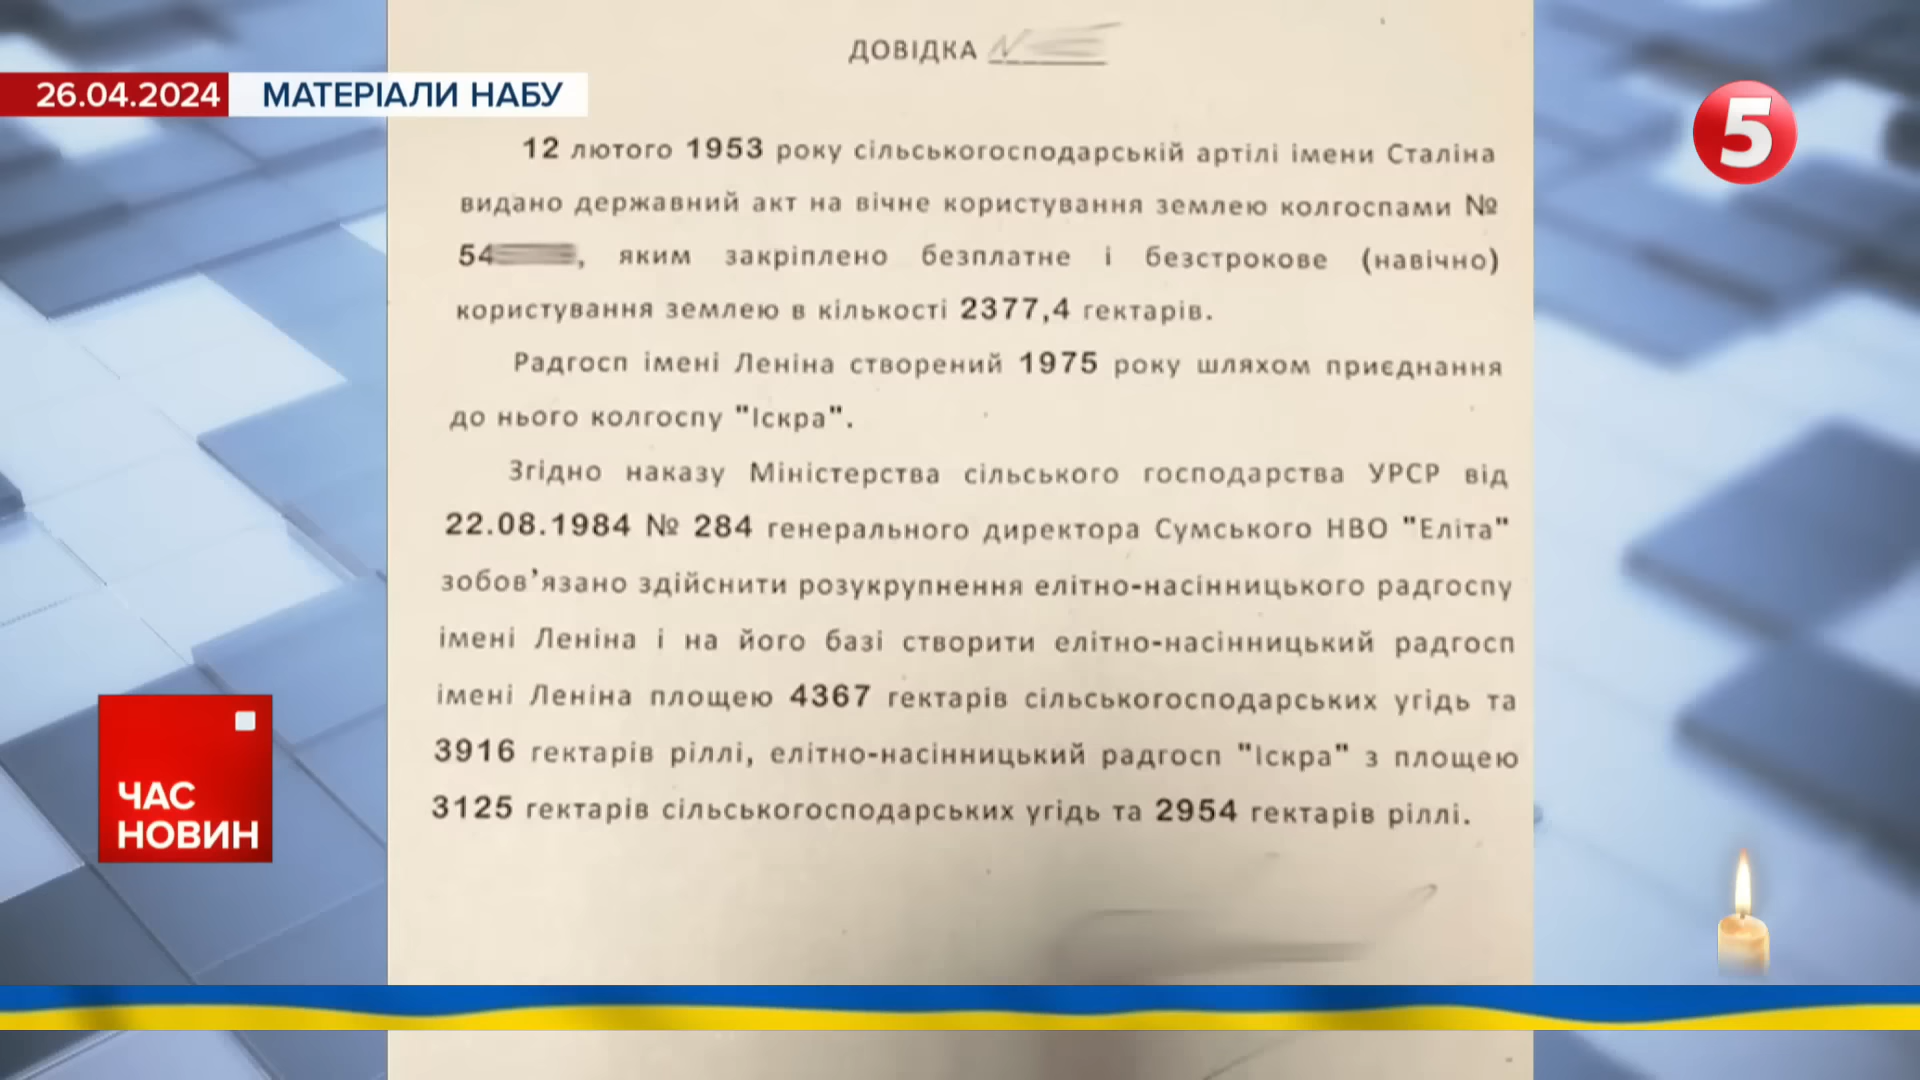 ДОВІДКА
26.04.2024 МАТЕРІАЛИ НАБУ
5
12 лютого 1953 року сільськогосподарській артілі імени Сталіна
видано державний акт на вічне користування землею колгоспами №
54 , яким закріплено безплатне і безстрокове (навічно)
користування землею в кількості 2377,4 гектарів.
Радгосп імені Леніна створений 1975 року шляхом приєднання
до нього колгоспу "Іскра".
Згідно наказу Міністерства сільського господарства УРСР від
22.08.1984 № 284 генерального директора Сумського НВО "Еліта"
зобов’язано здійснити розукрупнення елітно-насінницького радгоспу
імені Леніна і на його базі створити елітно-насінницький радгосп
імені Леніна площею 4367 гектарів сільськогосподарських угідь та
3916 гектарів ріллі, елітно-насінницький радгосп "Іскра" з площею
3125 гектарів сільськогосподарських угідь та 2954 гектарів ріллі.
ЧАС
НОВИН